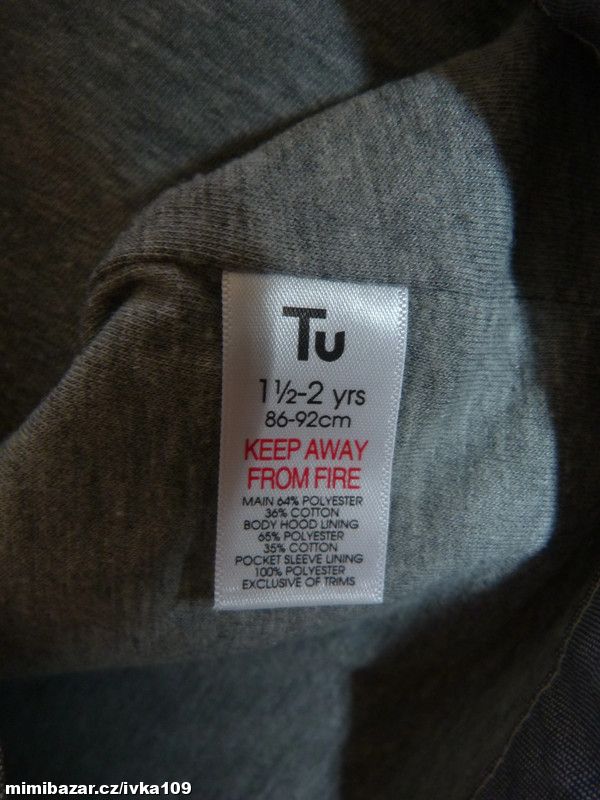 Tu
1½-2 yrs
86-92cm
KEEP AWAY
FROM FIRE
MAIN 64% POLYESTER
36% COTTON
BODY HOOD LINING
65% POLYESTER
35% COTTON
POCKET SLEEVE LINING
100% POLYESTER
EXCLUSIVE OF TRIMS
mimibazar.cz/ivka109